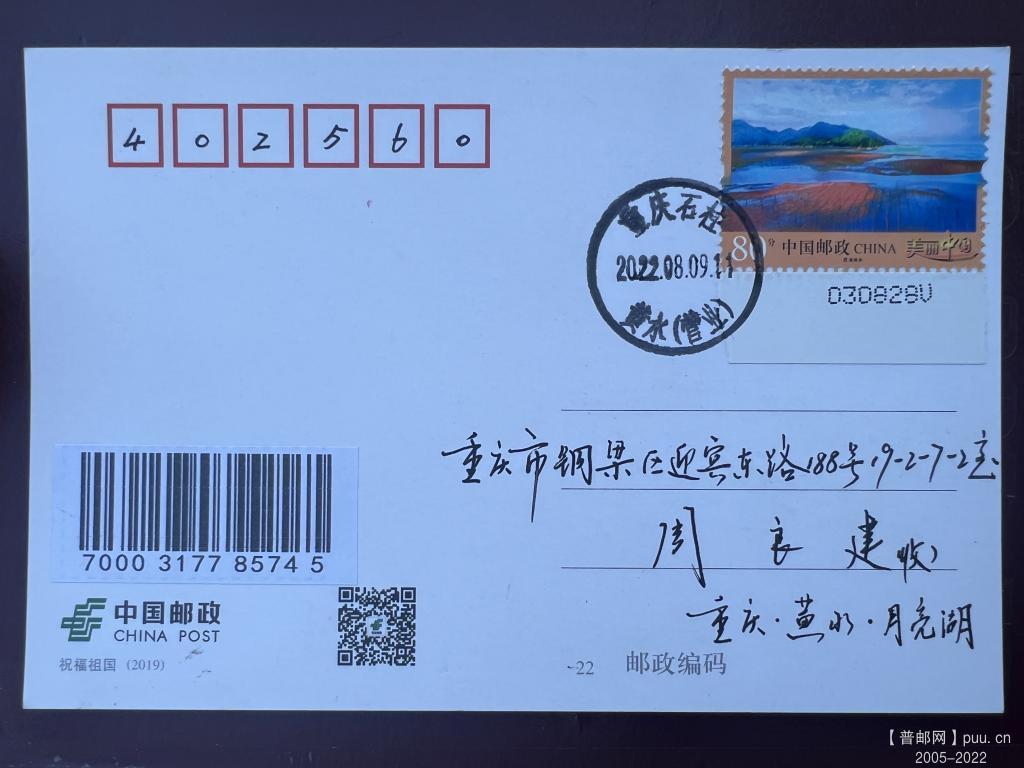 402560
80分 中国邮政 CHINA 美丽中国
030828V
重庆石柱
2022.08.09.11
黄水(营业)
重庆市铜梁区迎宾东路188号19-2-7-2室
周良建 收
重庆·黄水·月亮湖
7000 3177 8574 5
中国邮政
CHINA POST
祝福祖国 (2019)
-22 邮政编码
【普邮网】puu.cn
2005-2022